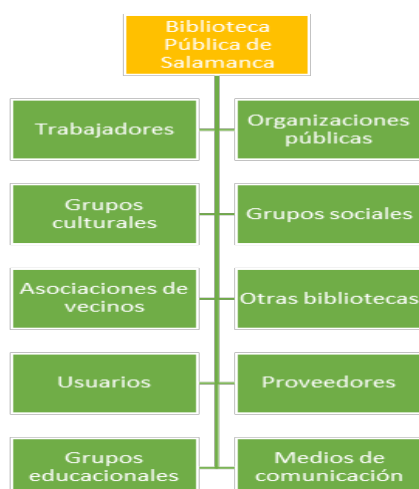 Biblioteca
Pública de
Salamanca
Trabajadores
Organizaciones
públicas
Grupos
culturales
Grupos sociales
Asociaciones de
vecinos
Otras bibliotecas
Usuarios
Proveedores
Grupos
educacionales
Medios de
comunicación